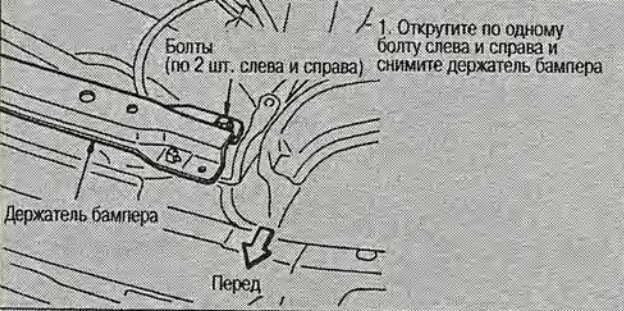 Болты
(по 2 шт. слева и справа)
1. Открутите по одному
болту слева и справа и
снимите держатель бампера
Держатель бампера
Перед